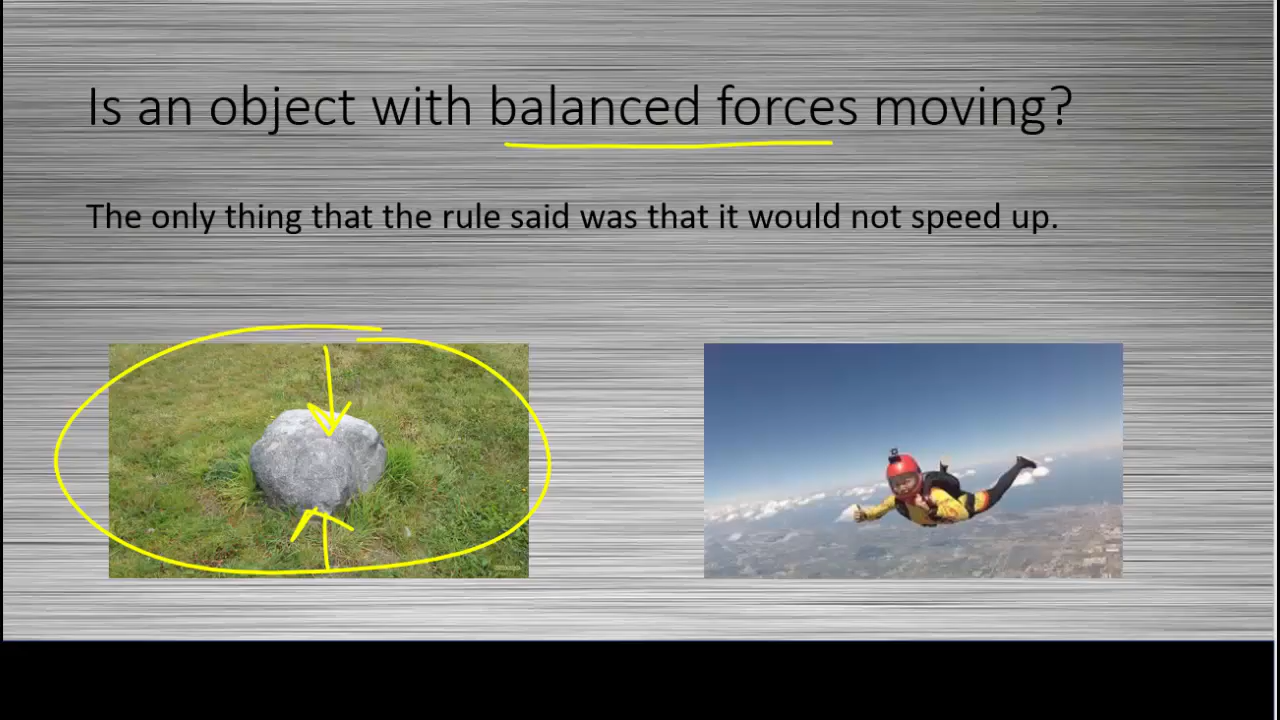 Is an object with balanced forces moving?
The only thing that the rule said was that it would not speed up.